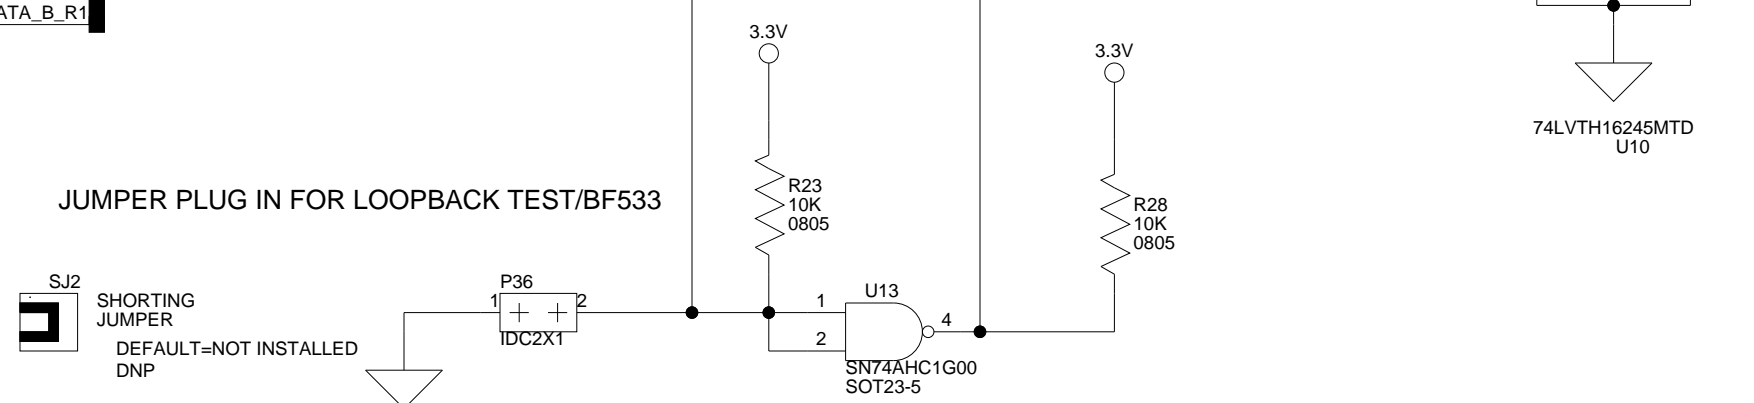 ATA_B_R1
3.3V
3.3V
74LVTH16245MTD
U10
R23
10K
0805
JUMPER PLUG IN FOR LOOPBACK TEST/BF533
R28
10K
0805
SJ2
SHORTING
JUMPER
DEFAULT=NOT INSTALLED
DNP
P36
1
2
IDC2X1
U13
1
2
4
SN74AHC1G00
SOT23-5